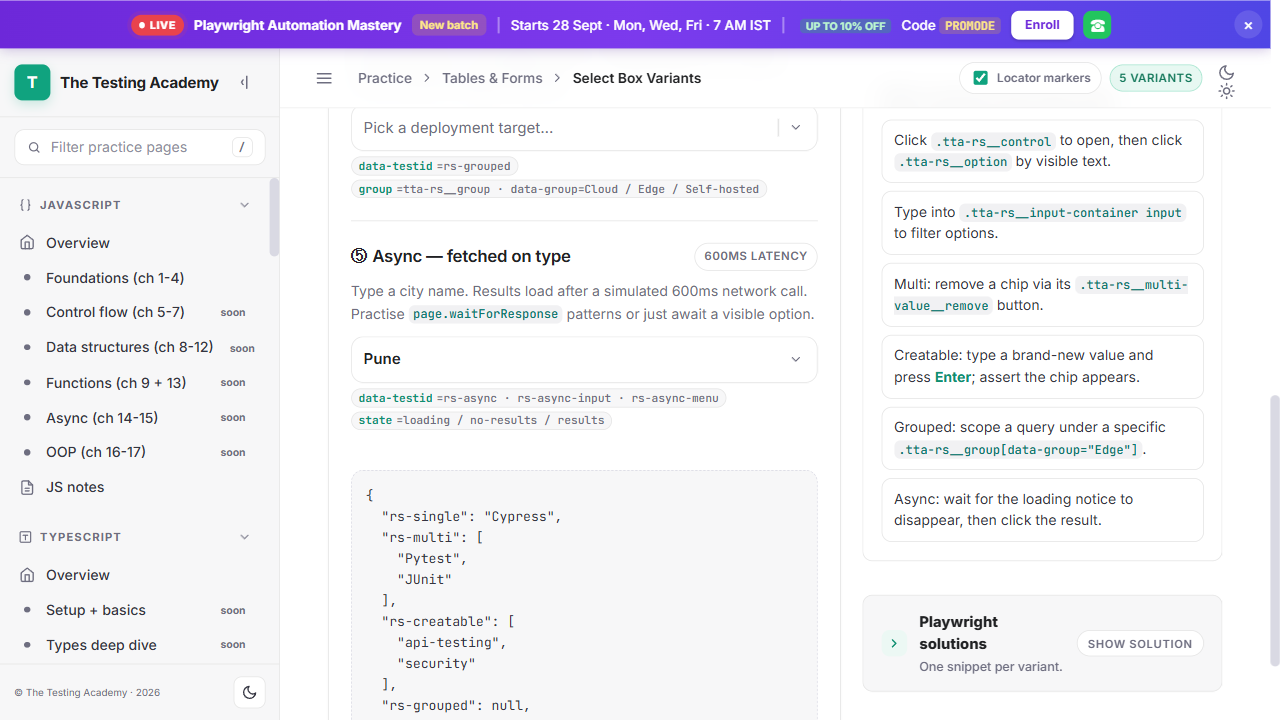 LIVE Playwright Automation Mastery New batch | Starts 28 Sept · Mon, Wed, Fri · 7 AM IST | UP TO 10% OFF Code PROMODE Enroll ×
T The Testing Academy
Filter practice pages /
{} JAVASCRIPT
Overview
Foundations (ch 1-4)
Control flow (ch 5-7) soon
Data structures (ch 8-12) soon
Functions (ch 9 + 13) soon
Async (ch 14-15) soon
OOP (ch 16-17) soon
JS notes
T TYPESCRIPT
Overview
Setup + basics soon
Types deep dive soon
© The Testing Academy · 2026
Practice > Tables & Forms > Select Box Variants
Locator markers
5 VARIANTS
Pick a deployment target...
data-testid =rs-grouped
group =tta-rs__group · data-group=Cloud / Edge / Self-hosted
⑤ Async — fetched on type
600MS LATENCY
Type a city name. Results load after a simulated 600ms network call.
Practise page.waitForResponse patterns or just await a visible option.
Pune
data-testid =rs-async · rs-async-input · rs-async-menu
state =loading / no-results / results
{
  "rs-single": "Cypress",
  "rs-multi": [
    "Pytest",
    "JUnit"
  ],
  "rs-creatable": [
    "api-testing",
    "security"
  ],
  "rs-grouped": null,
Click .tta-rs__control to open, then click
.tta-rs__option by visible text.
Type into .tta-rs__input-container input
to filter options.
Multi: remove a chip via its .tta-rs__multi-
value__remove button.
Creatable: type a brand-new value and
press Enter; assert the chip appears.
Grouped: scope a query under a specific
.tta-rs__group[data-group="Edge"].
Async: wait for the loading notice to
disappear, then click the result.
Playwright
solutions
One snippet per variant.
SHOW SOLUTION